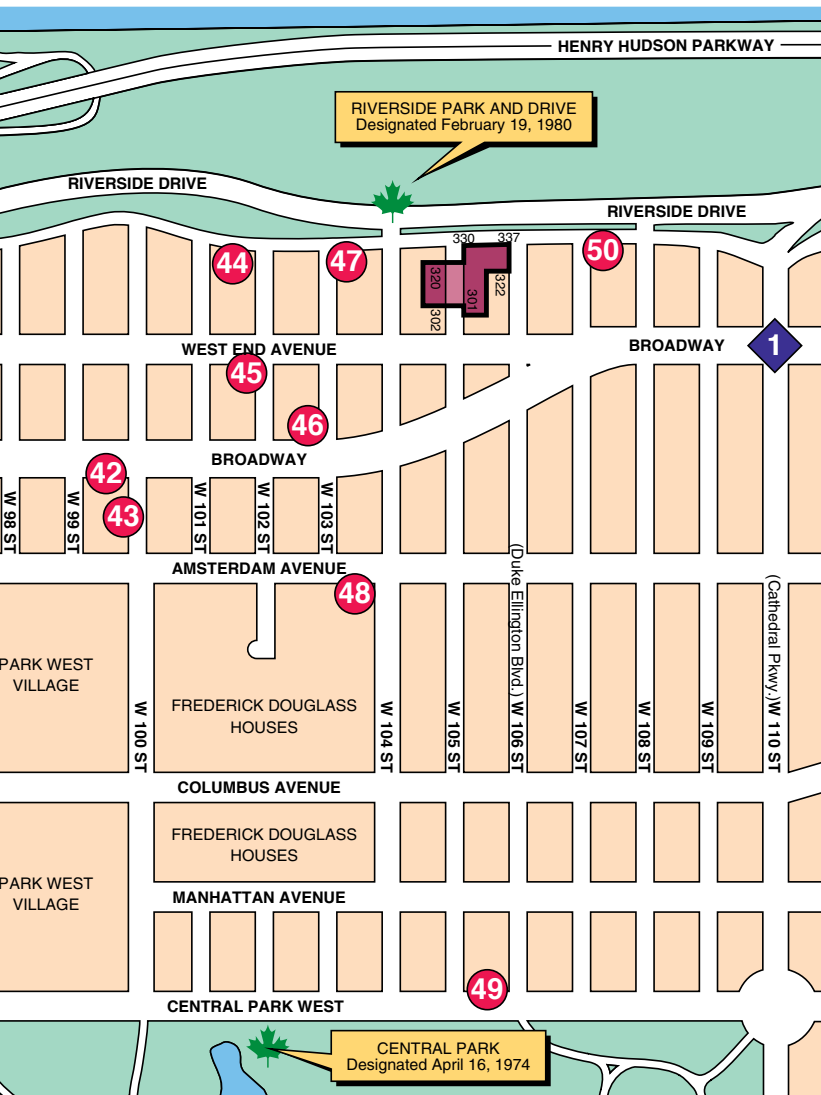 HENRY HUDSON PARKWAY
RIVERSIDE PARK AND DRIVE
Designated February 19, 1980
RIVERSIDE DRIVE
RIVERSIDE DRIVE
330
337
44
47
50
320
301
322
302
WEST END AVENUE
BROADWAY
1
45
46
BROADWAY
42
43
W 98 ST
W 99 ST
W 101 ST
W 102 ST
W 103 ST
AMSTERDAM AVENUE
48
(Duke Ellington Blvd.) W 106 ST
(Cathedral Pkwy.) W 110 ST
PARK WEST
VILLAGE
FREDERICK DOUGLASS
HOUSES
W 100 ST
W 104 ST
W 105 ST
W 107 ST
W 108 ST
W 109 ST
COLUMBUS AVENUE
FREDERICK DOUGLASS
HOUSES
PARK WEST
VILLAGE
MANHATTAN AVENUE
49
CENTRAL PARK WEST
CENTRAL PARK
Designated April 16, 1974